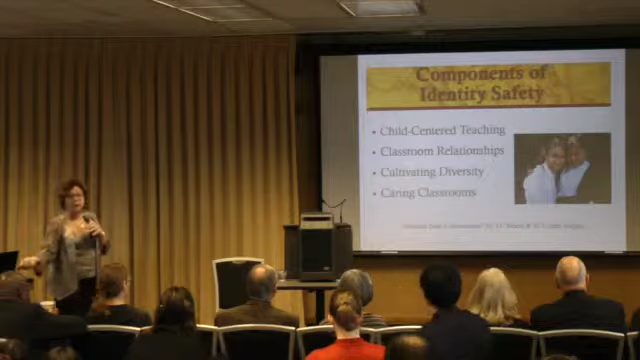 Components of
Identity Safety
• Child-Centered Teaching
• Classroom Relationships
• Cultivating Diversity
• Caring Classrooms